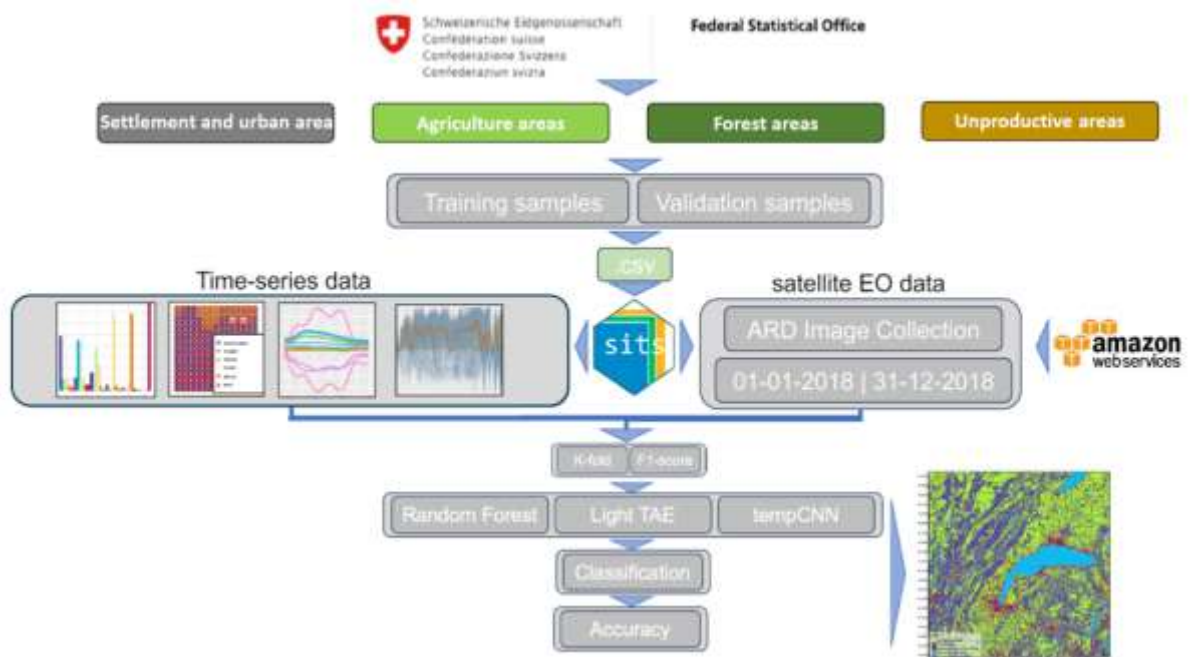 Schweizerische Eidgenossenschaft
Confédération suisse
Confederazione Svizzera
Confederaziun svizra
Federal Statistical Office
Settlement and urban area
Agriculture areas
Forest areas
Unproductive areas
Training samples
Validation samples
.CSV
Time-series data
satellite EO data
sits
ARD Image Collection
01-01-2018 | 31-12-2018
amazon
webservices
K-fold
F1-score
Random Forest
Light TAE
tempCNN
Classification
Accuracy